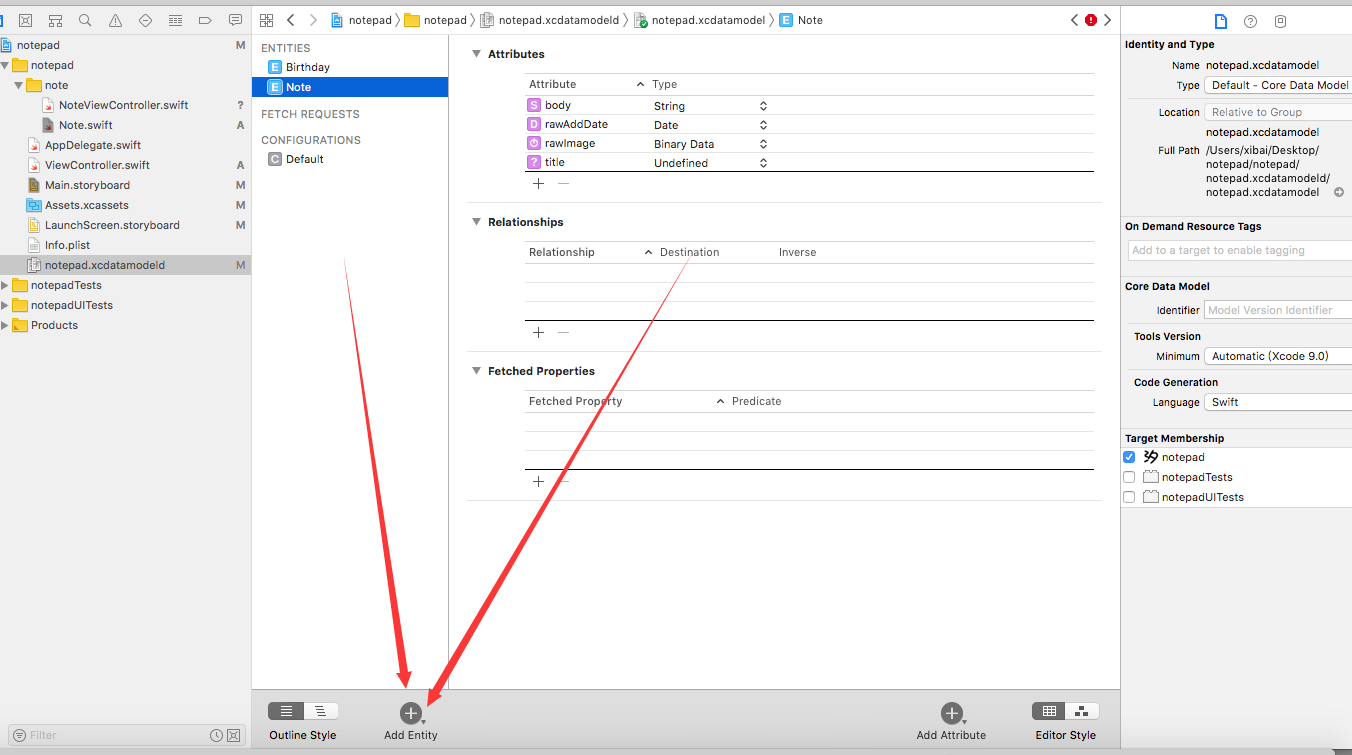 notepad 〉 notepad 〉 notepad.xcdatamodeld 〉 notepad.xcdatamodel 〉 E Note
notepad M
notepad
note
NoteViewController.swift ?
Note.swift A
AppDelegate.swift
ViewController.swift A
Main.storyboard M
Assets.xcassets M
LaunchScreen.storyboard M
Info.plist
notepad.xcdatamodeld M
notepadTests
notepadUITests
Products
Filter
ENTITIES
E Birthday
E Note
FETCH REQUESTS
CONFIGURATIONS
C Default
Attributes
Attribute Type
S body String
D rawAddDate Date
rawImage Binary Data
? title Undefined
+ —
Relationships
Relationship Destination Inverse
+ —
Fetched Properties
Fetched Property Predicate
+ —
Outline Style
Add Entity
Add Attribute
Editor Style
Identity and Type
Name notepad.xcdatamodel
Type Default - Core Data Model
Location Relative to Group
notepad.xcdatamodel
Full Path /Users/xibai/Desktop/
notepad/notepad/
notepad.xcdatamodeld/
notepad.xcdatamodel
On Demand Resource Tags
Add to a target to enable tagging
Core Data Model
Identifier Model Version Identifier
Tools Version
Minimum Automatic (Xcode 9.0)
Code Generation
Language Swift
Target Membership
notepad
notepadTests
notepadUITests